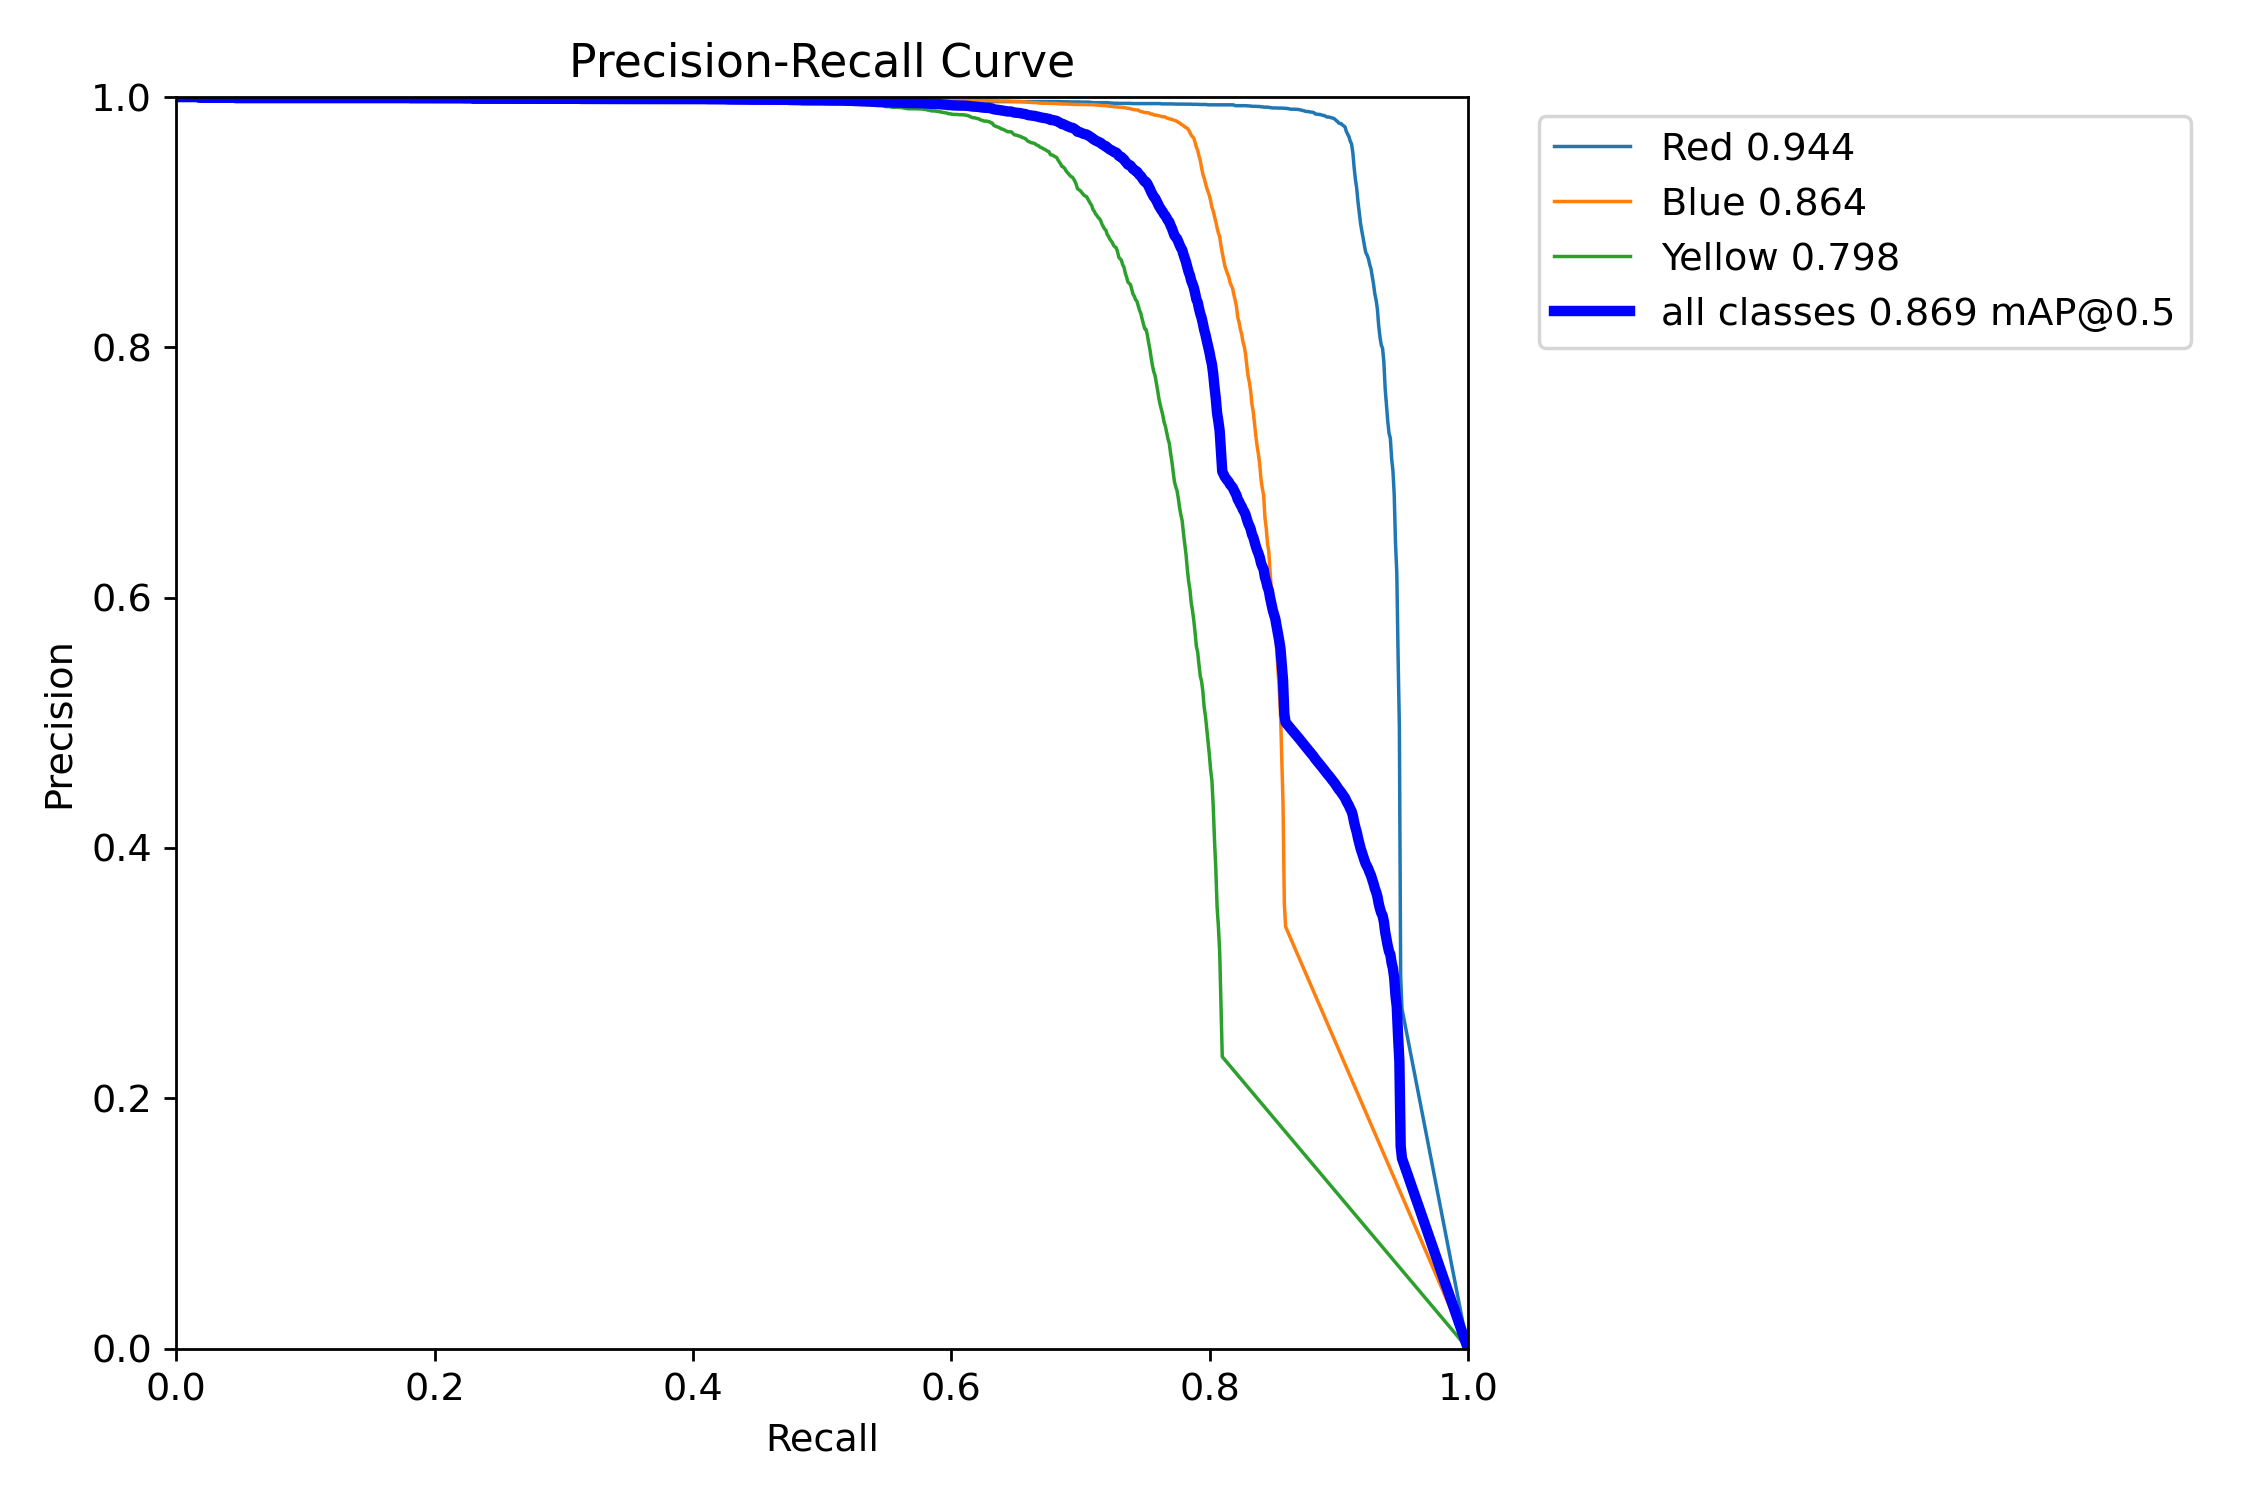 Precision-Recall Curve
1.0
0.8
0.6
0.4
0.2
0.0
Precision
0.0 0.2 0.4 0.6 0.8 1.0
Recall
Red 0.944
Blue 0.864
Yellow 0.798
all classes 0.869 mAP@0.5